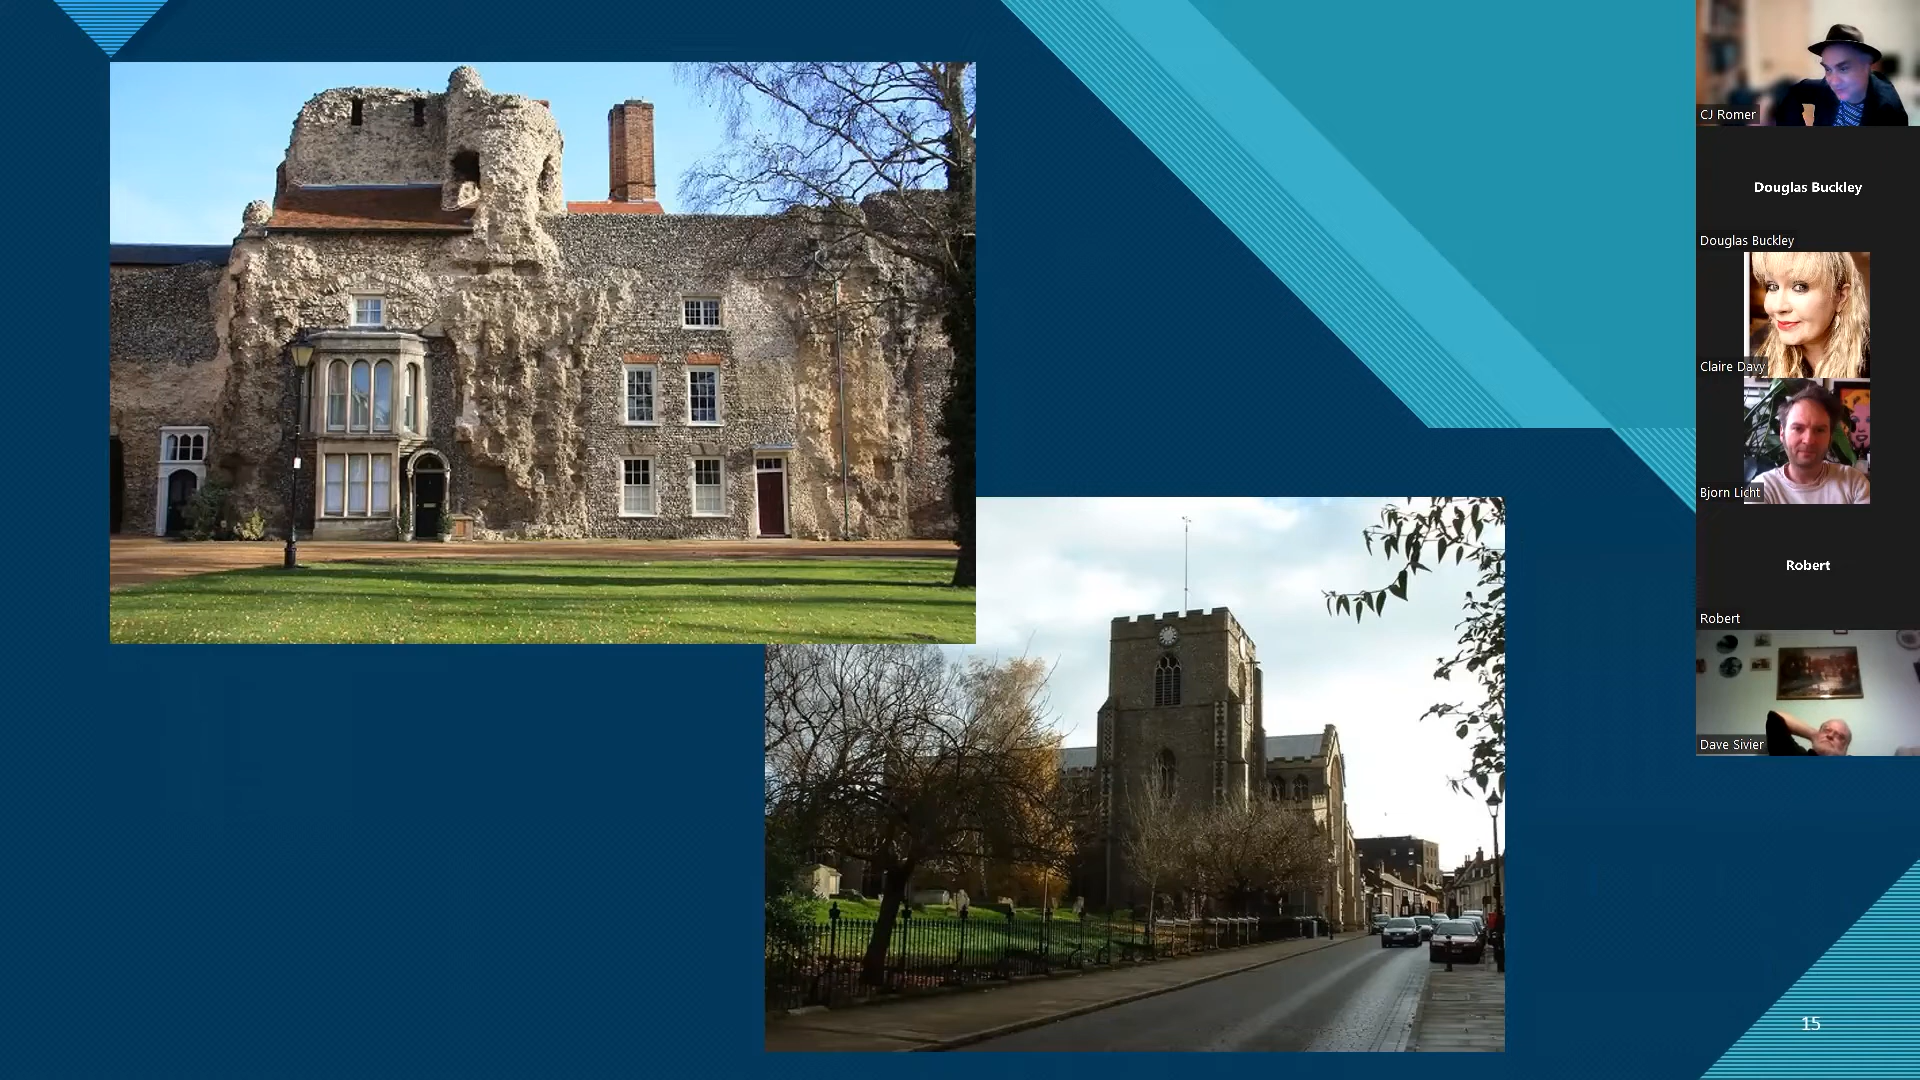 CJ Romer
Douglas Buckley
Douglas Buckley
Claire Davy
Bjorn Licht
Robert
Robert
Dave Sivier
15